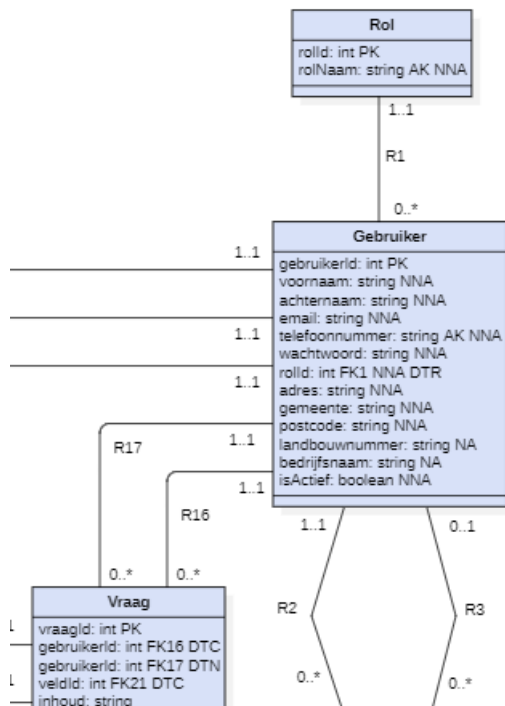 Rol
rolId: int PK
rolNaam: string AK NNA
1..1
R1
0..*
Gebruiker
gebruikerId: int PK
voornaam: string NNA
achternaam: string NNA
email: string NNA
telefoonnummer: string AK NNA
wachtwoord: string NNA
rolId: int FK1 NNA DTR
adres: string NNA
gemeente: string NNA
postcode: string NNA
landbouwnummer: string NA
bedrijfsnaam: string NA
isActief: boolean NNA
1..1
1..1
1..1
R17
1..1
1..1
R16
0..*
0..*
1..1
0..1
R2
R3
0..*
0..*
Vraag
vraagId: int PK
gebruikerId: int FK16 DTC
gebruikerId: int FK17 DTN
veldId: int FK21 DTC
inhoud: string